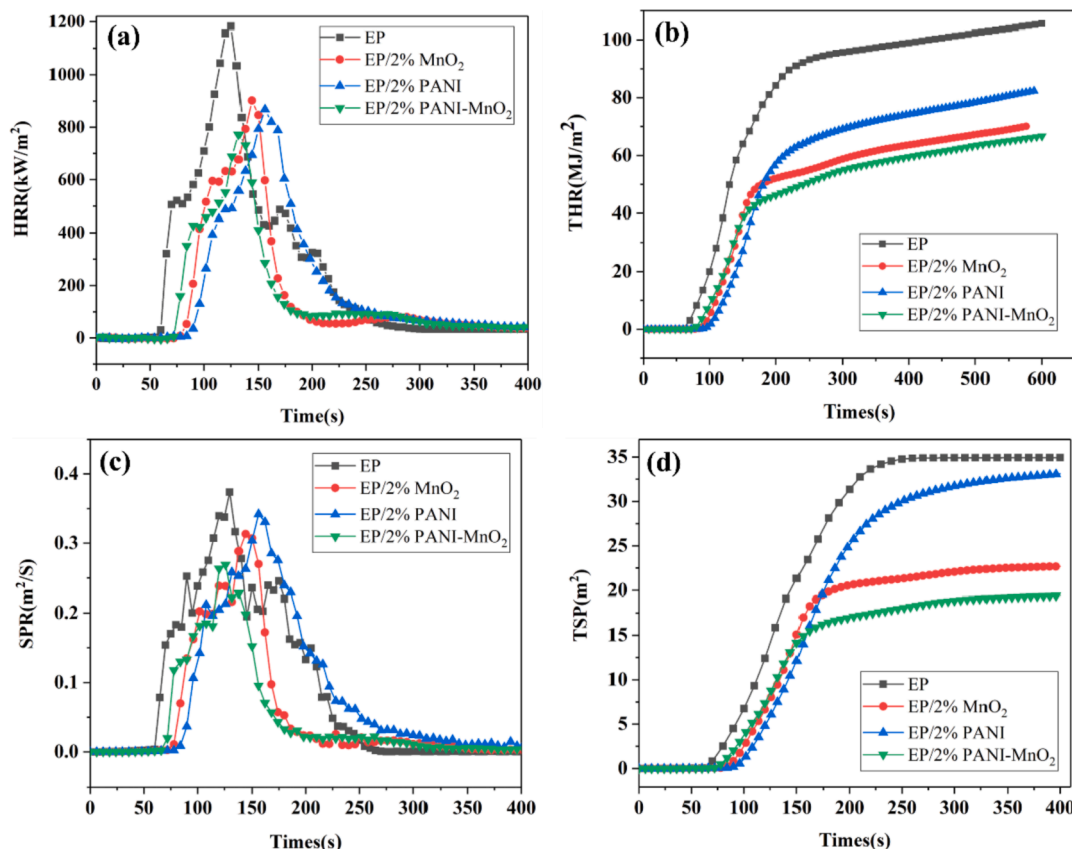 (a)
EP
EP/2% MnO₂
EP/2% PANI
EP/2% PANI-MnO₂
HRR(kW/m²)
1200
1000
800
600
400
200
0
0 50 100 150 200 250 300 350 400
Time(s)
(b)
EP
EP/2% MnO₂
EP/2% PANI
EP/2% PANI-MnO₂
THR(MJ/m²)
100
80
60
40
20
0
0 100 200 300 400 500 600
Times(s)
(c)
EP
EP/2% MnO₂
EP/2% PANI
EP/2% PANI-MnO₂
SPR(m²/S)
0.4
0.3
0.2
0.1
0.0
0 50 100 150 200 250 300 350 400
Times(s)
(d)
EP
EP/2% MnO₂
EP/2% PANI
EP/2% PANI-MnO₂
TSP(m²)
35
30
25
20
15
10
5
0
0 50 100 150 200 250 300 350 400
Times(s)